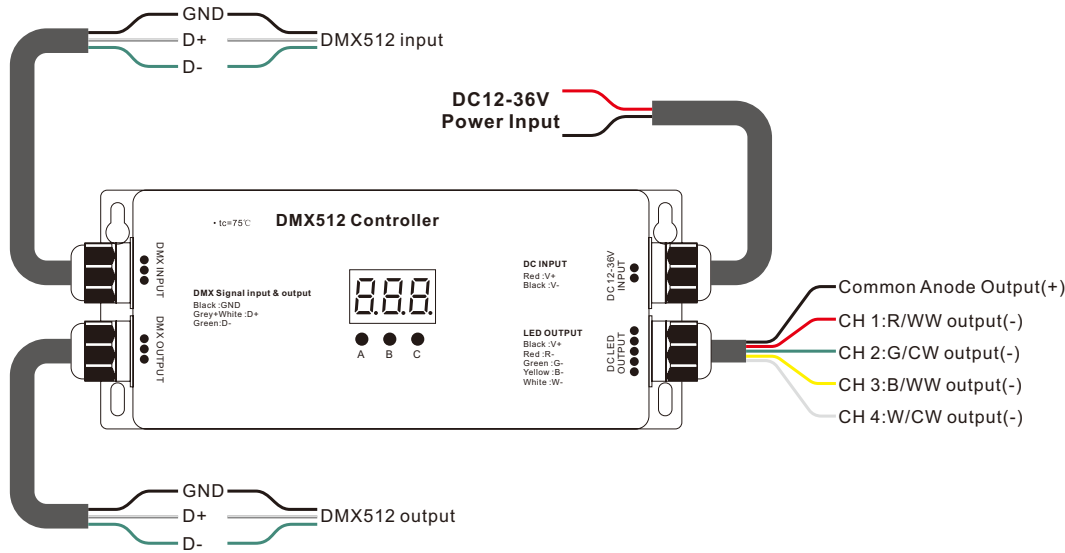 GND
D+
D-
DMX512 input
DC12-36V
Power Input
• tc=75℃
DMX512 Controller
DMX INPUT
DMX OUTPUT
DMX Signal input & output
Black :GND
Grey+White :D+
Green:D-
8.8.8.
A B C
DC INPUT
Red :V+
Black :V-
LED OUTPUT
Black :V+
Red :R-
Green :G-
Yellow :B-
White :W-
DC12-36V
INPUT
DC LED
OUTPUT
Common Anode Output(+)
CH 1:R/WW output(-)
CH 2:G/CW output(-)
CH 3:B/WW output(-)
CH 4:W/CW output(-)
GND
D+
D-
DMX512 output